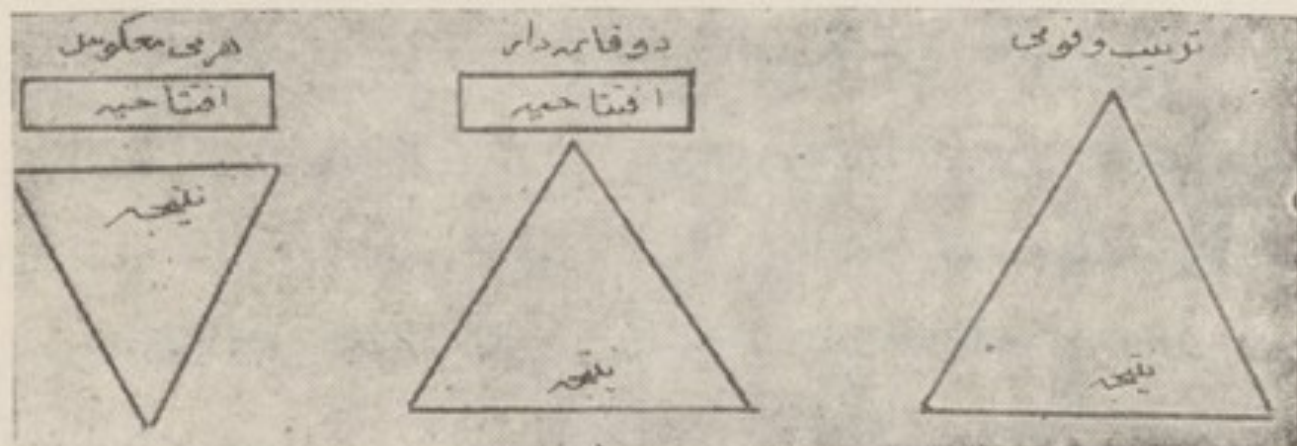 ترتیب وقوعی
نتیجه
دو قاعده دار
افتتاحیه
نتیجه
هرمی معکوس
افتتاحیه
نتیجه